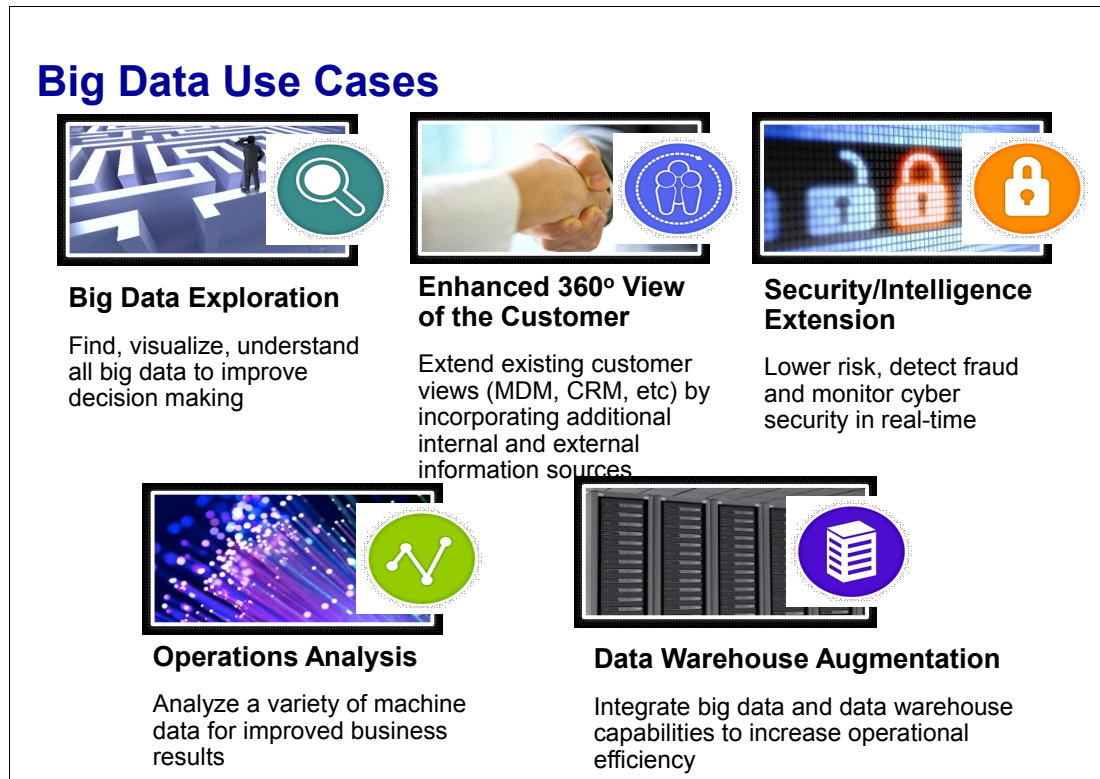 Big Data Use Cases
Big Data Exploration
Find, visualize, understand
all big data to improve
decision making
Enhanced 360º View
of the Customer
Extend existing customer
views (MDM, CRM, etc) by
incorporating additional
internal and external
information sources
Security/Intelligence
Extension
Lower risk, detect fraud
and monitor cyber
security in real-time
Operations Analysis
Analyze a variety of machine
data for improved business
results
Data Warehouse Augmentation
Integrate big data and data warehouse
capabilities to increase operational
efficiency